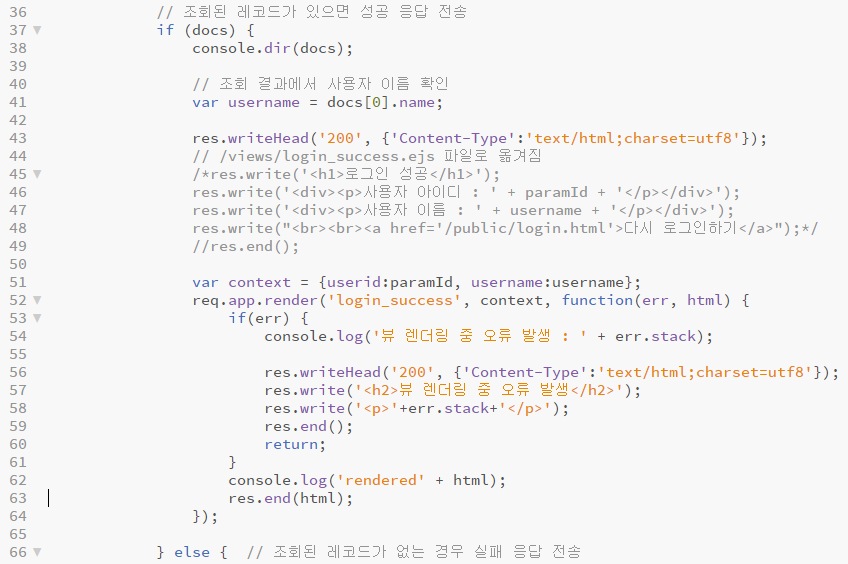 36 // 조회된 레코드가 있으면 성공 응답 전송
37 if (docs) {
38 console.dir(docs);
39
40 // 조회 결과에서 사용자 이름 확인
41 var username = docs[0].name;
42
43 res.writeHead('200', {'Content-Type':'text/html;charset=utf8'});
44 // /views/login_success.ejs 파일로 옮겨짐
45 /*res.write('<h1>로그인 성공</h1>');
46 res.write('<div><p>사용자 아이디 : ' + paramId + '</p></div>');
47 res.write('<div><p>사용자 이름 : ' + username + '</p></div>');
48 res.write("<br><br><a href='/public/login.html'>다시 로그인하기</a>");*/
49 //res.end();
50
51 var context = {userid:paramId, username:username};
52 req.app.render('login_success', context, function(err, html) {
53 if(err) {
54 console.log('뷰 렌더링 중 오류 발생 : ' + err.stack);
55
56 res.writeHead('200', {'Content-Type':'text/html;charset=utf8'});
57 res.write('<h2>뷰 렌더링 중 오류 발생</h2>');
58 res.write('<p>'+err.stack+'</p>');
59 res.end();
60 return;
61 }
62 console.log('rendered' + html);
63 res.end(html);
64 });
65
66 } else { // 조회된 레코드가 없는 경우 실패 응답 전송